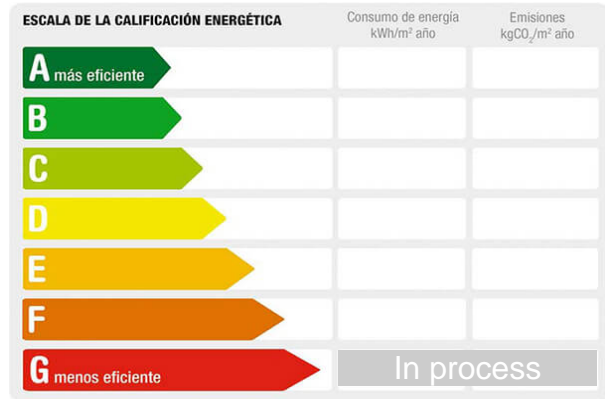 ESCALA DE LA CALIFICACIÓN ENERGÉTICA
Consumo de energía
kWh/m² año
Emisiones
kgCO₂/m² año
A más eficiente
B
C
D
E
F
G menos eficiente
In process